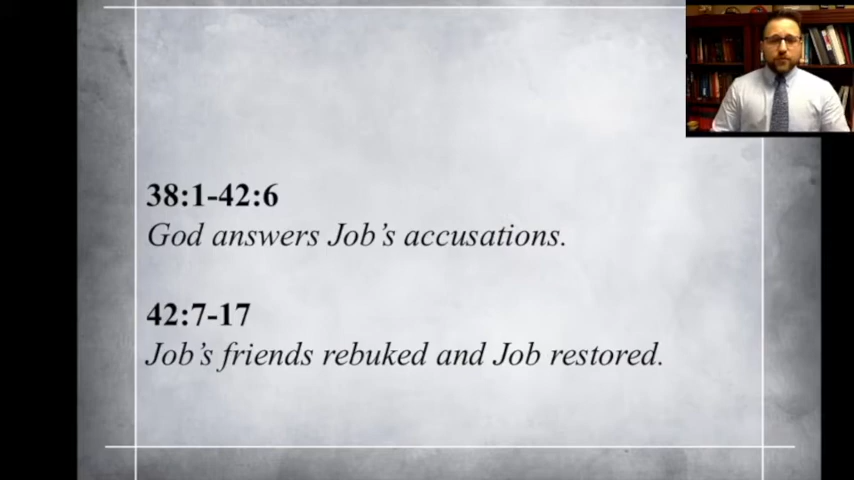 38:1-42:6
God answers Job’s accusations.
42:7-17
Job’s friends rebuked and Job restored.